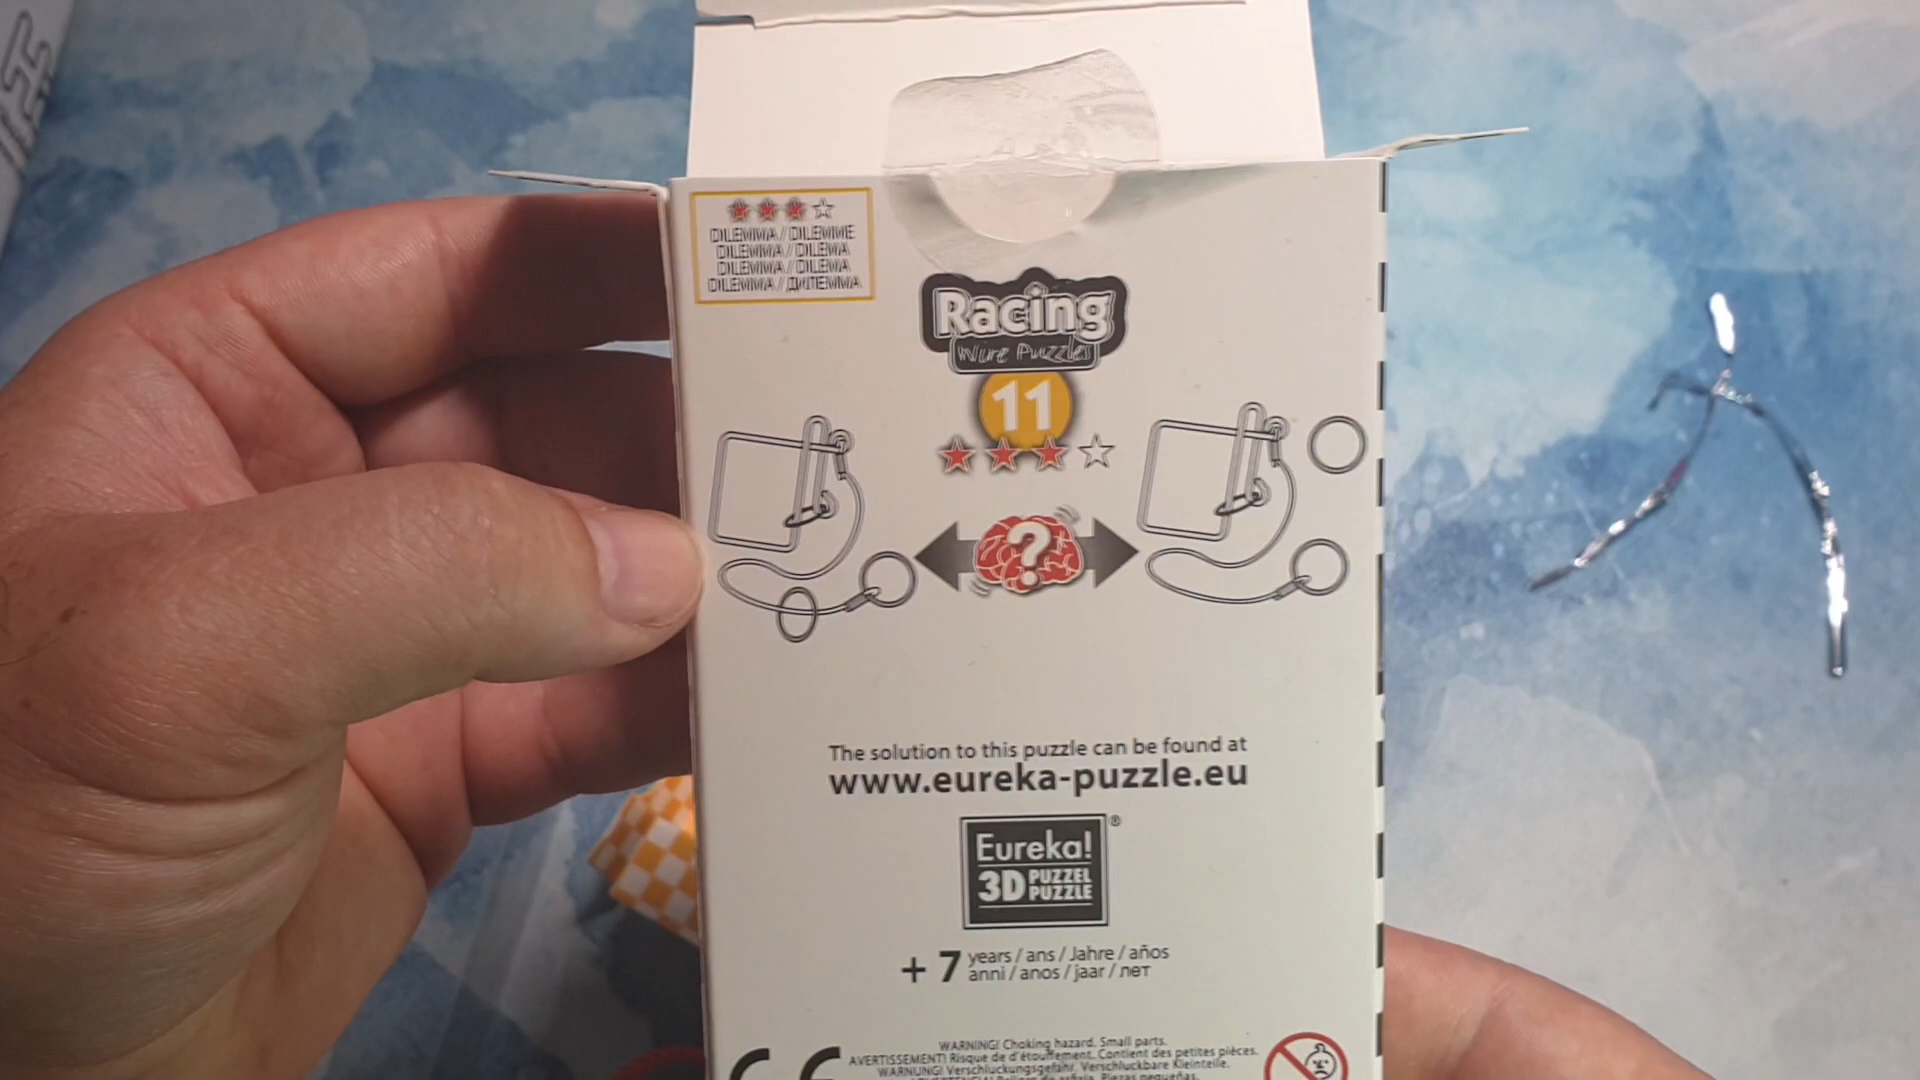 DILEMMA / DILEMME
DILEMMA / DILEMA
DILEMMA / DILEMA
DILEMMA / ДИЛЕММА
Racing
Wire Puzzles
11
?
The solution to this puzzle can be found at
www.eureka-puzzle.eu
Eureka!®
3D PUZZEL
PUZZLE
+ 7 years / ans / Jahre / años
anni / anos / jaar / лет
CE
WARNING! Choking hazard. Small parts.
AVERTISSEMENT! Risque de d'étouffement. Contient des petites pièces.
WARNUNG! Verschluckungsgefahr. Verschluckbare Kleinteile.